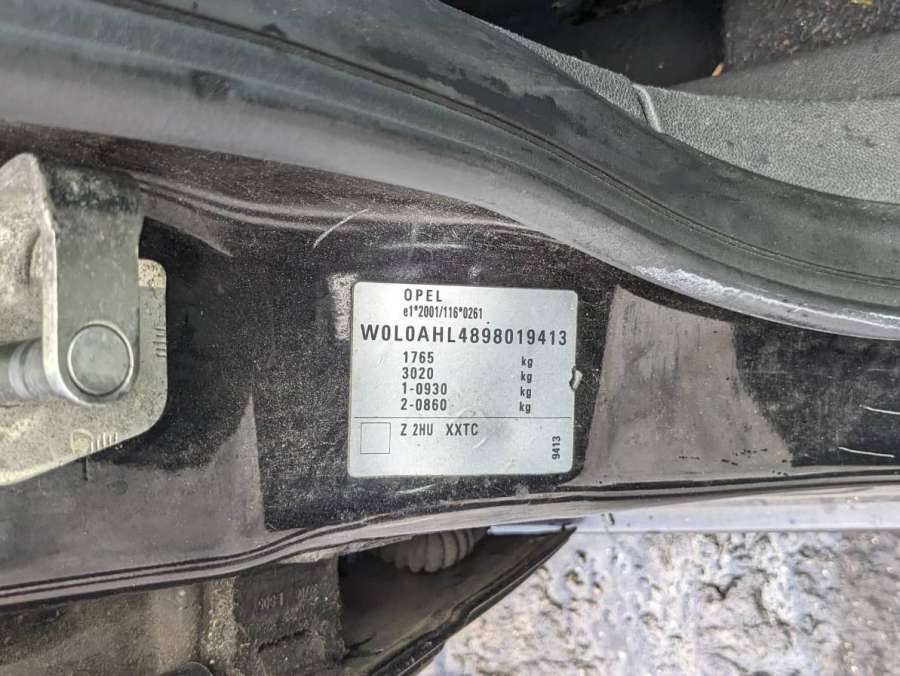 OPEL
e1*2001/116*0261
W0L0AHL4898019413
1765 kg
3020 kg
1-0930 kg
2-0860 kg
Z 2HU XXTC
9413